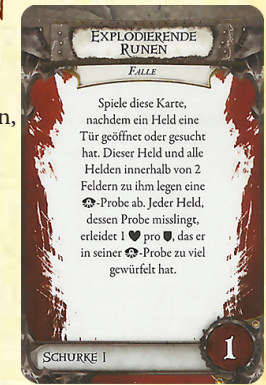 n,
EXPLODIERENDE
RUNEN
FALLE
Spiele diese Karte,
nachdem ein Held eine
Tür geöffnet oder gesucht
hat. Dieser Held und alle
Helden innerhalb von 2
Feldern zu ihm legen eine
-Probe ab. Jeder Held,
dessen Probe misslingt,
erleidet 1 pro , das er
in seiner -Probe zu viel
gewürfelt hat.
SCHURKE I
1